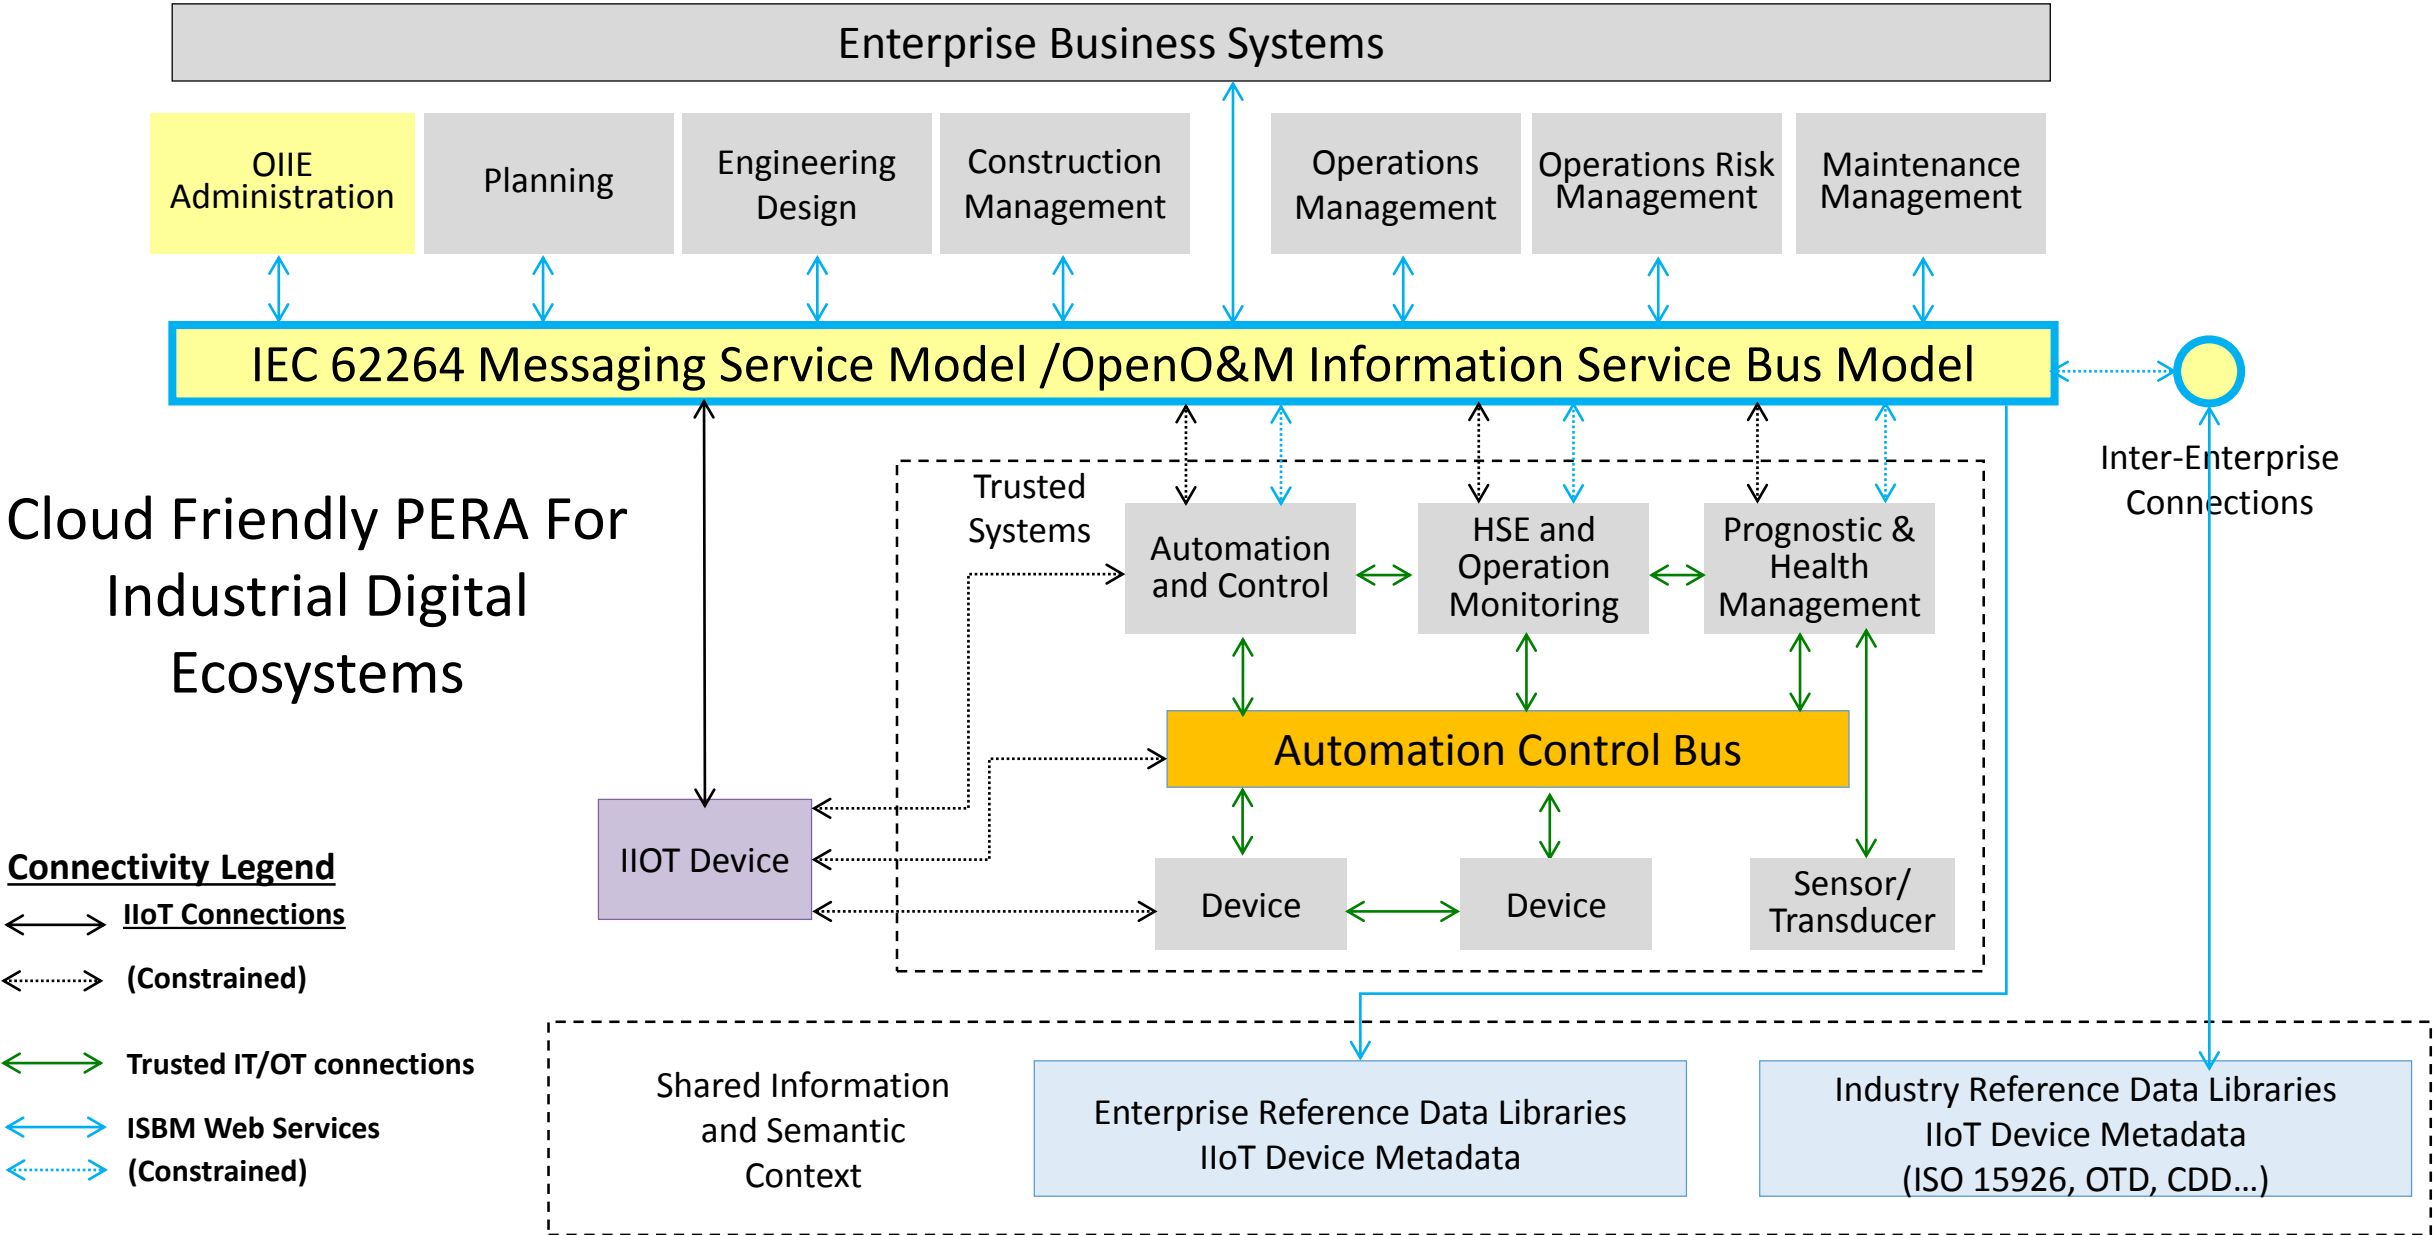 Enterprise Business Systems
OIIE
Administration
Planning
Engineering
Design
Construction
Management
Operations
Management
Operations Risk
Management
Maintenance
Management
IEC 62264 Messaging Service Model /OpenO&M Information Service Bus Model
Inter-Enterprise
Connections
Cloud Friendly PERA For
Industrial Digital
Ecosystems
Trusted
Systems
Automation
and Control
HSE and
Operation
Monitoring
Prognostic &
Health
Management
Automation Control Bus
IIOT Device
Device
Device
Sensor/
Transducer
Connectivity Legend
IIoT Connections
(Constrained)
Trusted IT/OT connections
ISBM Web Services
(Constrained)
Shared Information
and Semantic
Context
Enterprise Reference Data Libraries
IIoT Device Metadata
Industry Reference Data Libraries
IIoT Device Metadata
(ISO 15926, OTD, CDD…)